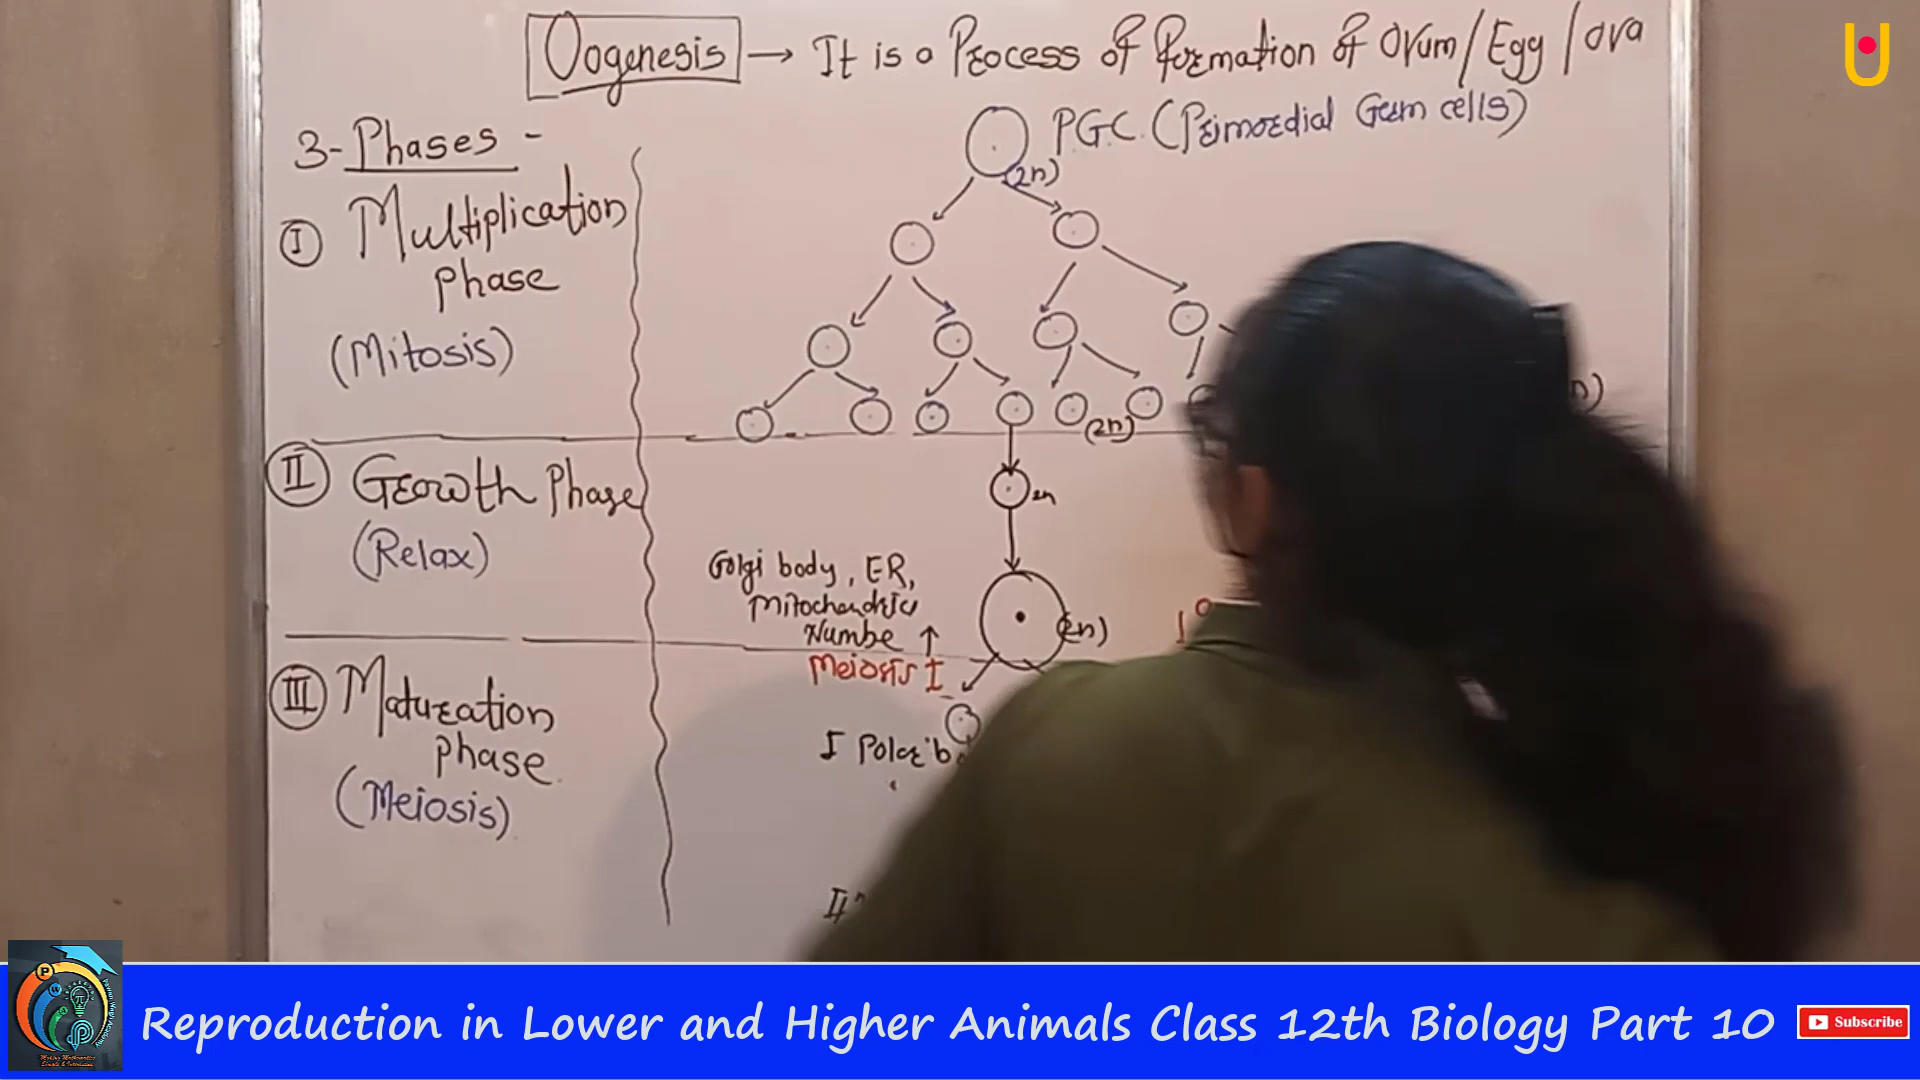 Oogenesis → It is a Process of formation of Ovum/Egg/ova
P.G.C. (Primordial Germ cells)
(2n)
3-Phases -
I Multiplication
Phase
(Mitosis)
(2n)
II Growth Phase
(Relax)
2n
Golgi body, ER,
Mitochondria
Numbe ↑
(2n)
Meiosis I
III Maturation
phase
(Meiosis)
I Polar b
Reproduction in Lower and Higher Animals Class 12th Biology Part 10
Subscribe